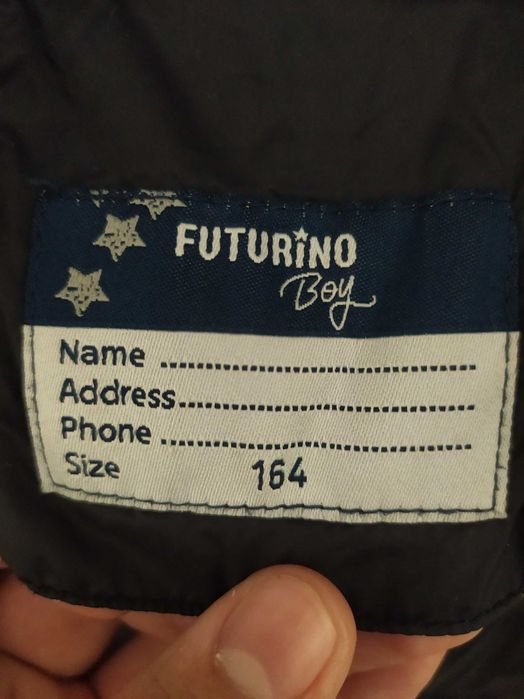 FUTURiNO
Boy
Name ........................................
Address........................................
Phone ........................................
Size 164